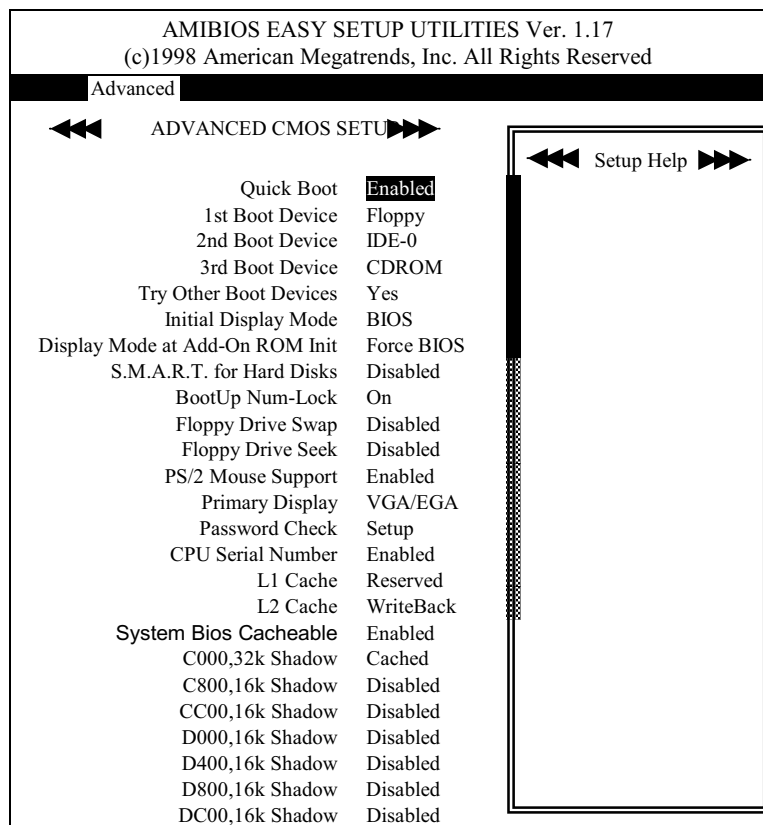 AMIBIOS EASY SETUP UTILITIES Ver. 1.17
(c)1998 American Megatrends, Inc. All Rights Reserved
Advanced
ADVANCED CMOS SETUP
Setup Help
Quick Boot Enabled
1st Boot Device Floppy
2nd Boot Device IDE-0
3rd Boot Device CDROM
Try Other Boot Devices Yes
Initial Display Mode BIOS
Display Mode at Add-On ROM Init Force BIOS
S.M.A.R.T. for Hard Disks Disabled
BootUp Num-Lock On
Floppy Drive Swap Disabled
Floppy Drive Seek Disabled
PS/2 Mouse Support Enabled
Primary Display VGA/EGA
Password Check Setup
CPU Serial Number Enabled
L1 Cache Reserved
L2 Cache WriteBack
System Bios Cacheable Enabled
C000,32k Shadow Cached
C800,16k Shadow Disabled
CC00,16k Shadow Disabled
D000,16k Shadow Disabled
D400,16k Shadow Disabled
D800,16k Shadow Disabled
DC00,16k Shadow Disabled